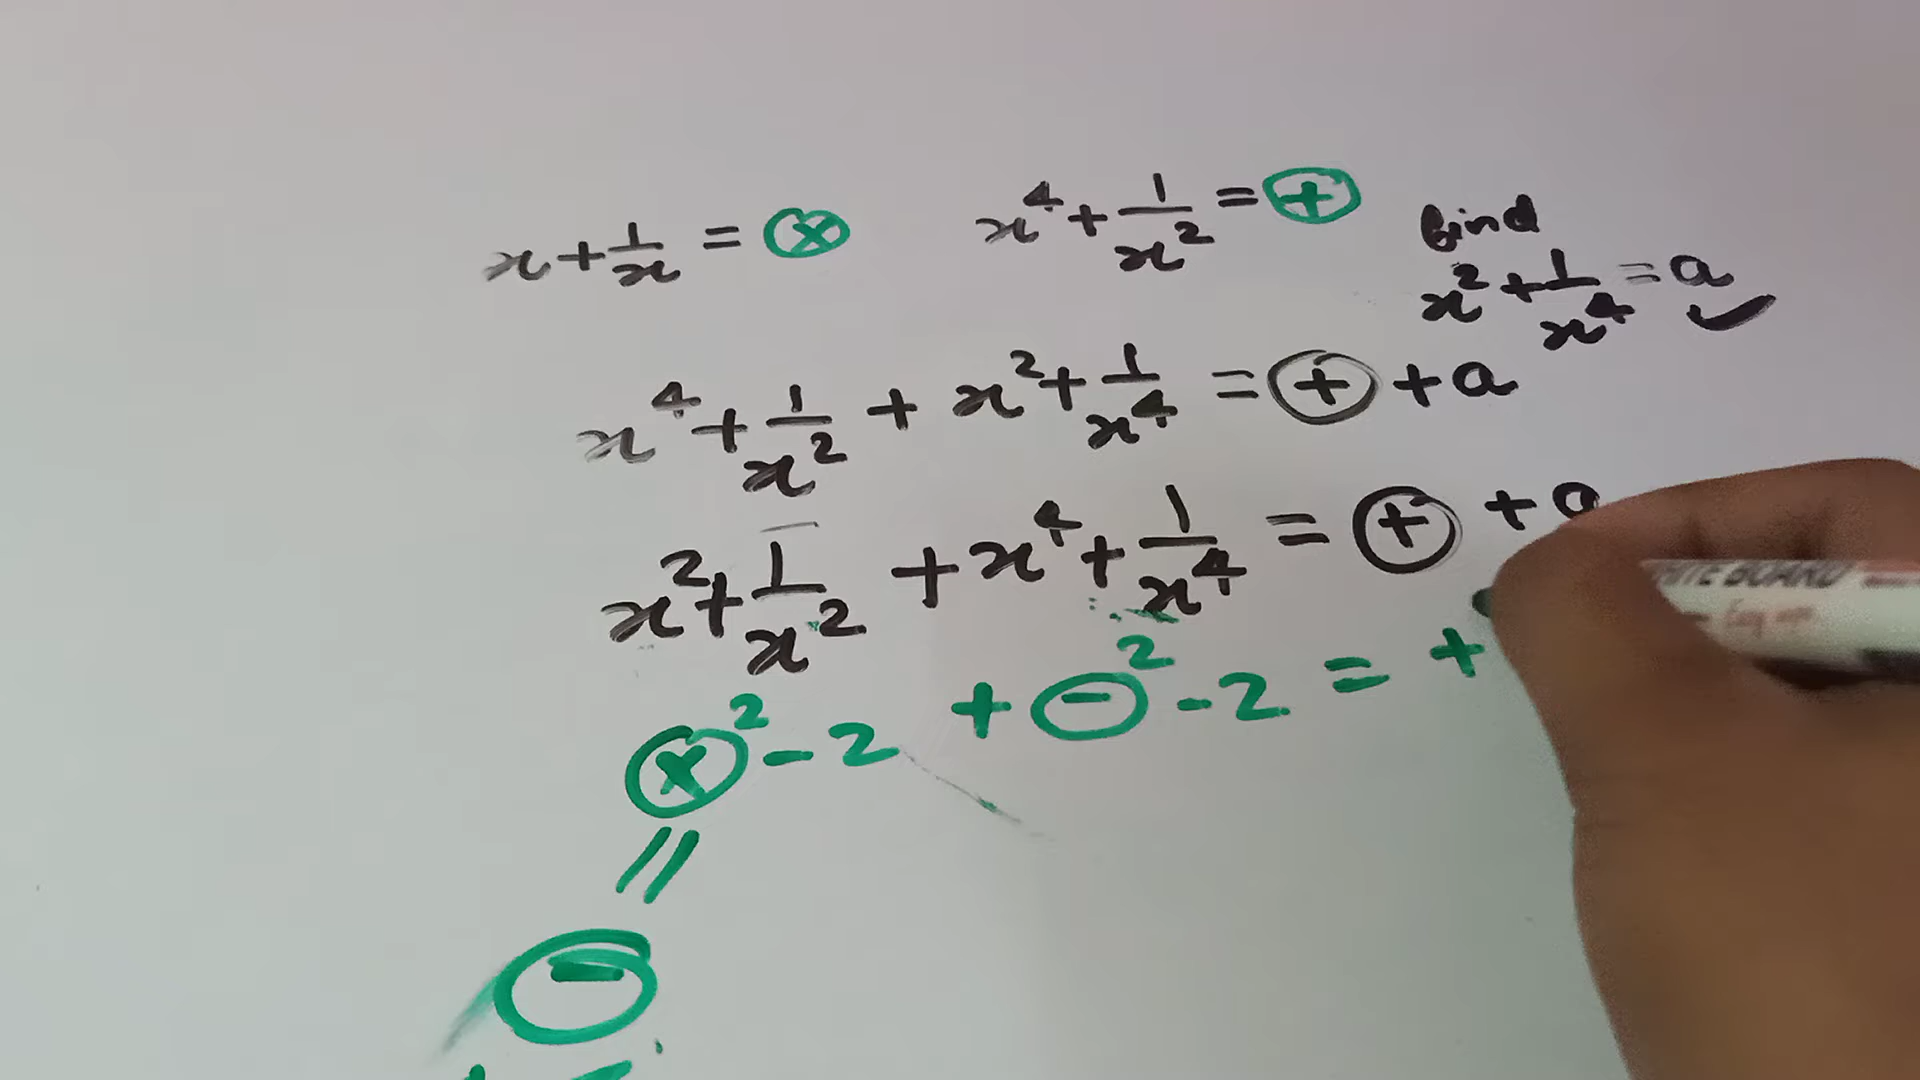 x + 1/x = ⊗   x⁴ + 1/x² = ⊕   find
x² + 1/x⁴ = a
x⁴ + 1/x² + x² + 1/x⁴ = ⊕ + a
x² + 1/x² + x⁴ + 1/x⁴ = ⊕ + a
⊗² - 2 + ⊖² - 2 = +
=
⊖